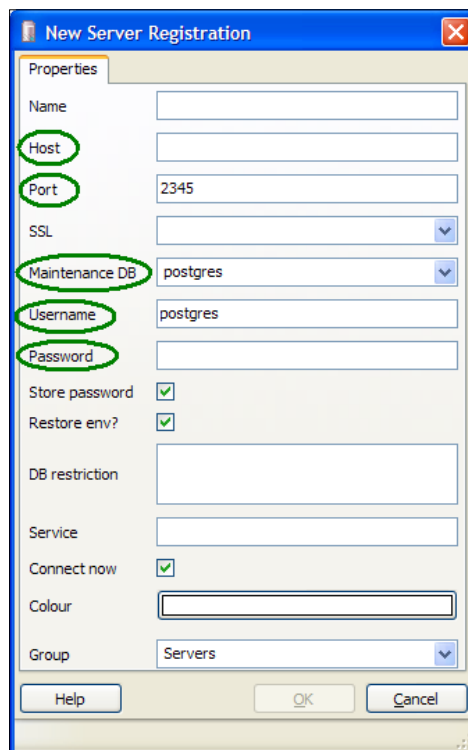 New Server Registration
Properties
Name
Host
Port 2345
SSL
Maintenance DB postgres
Username postgres
Password
Store password
Restore env?
DB restriction
Service
Connect now
Colour
Group Servers
Help OK Cancel